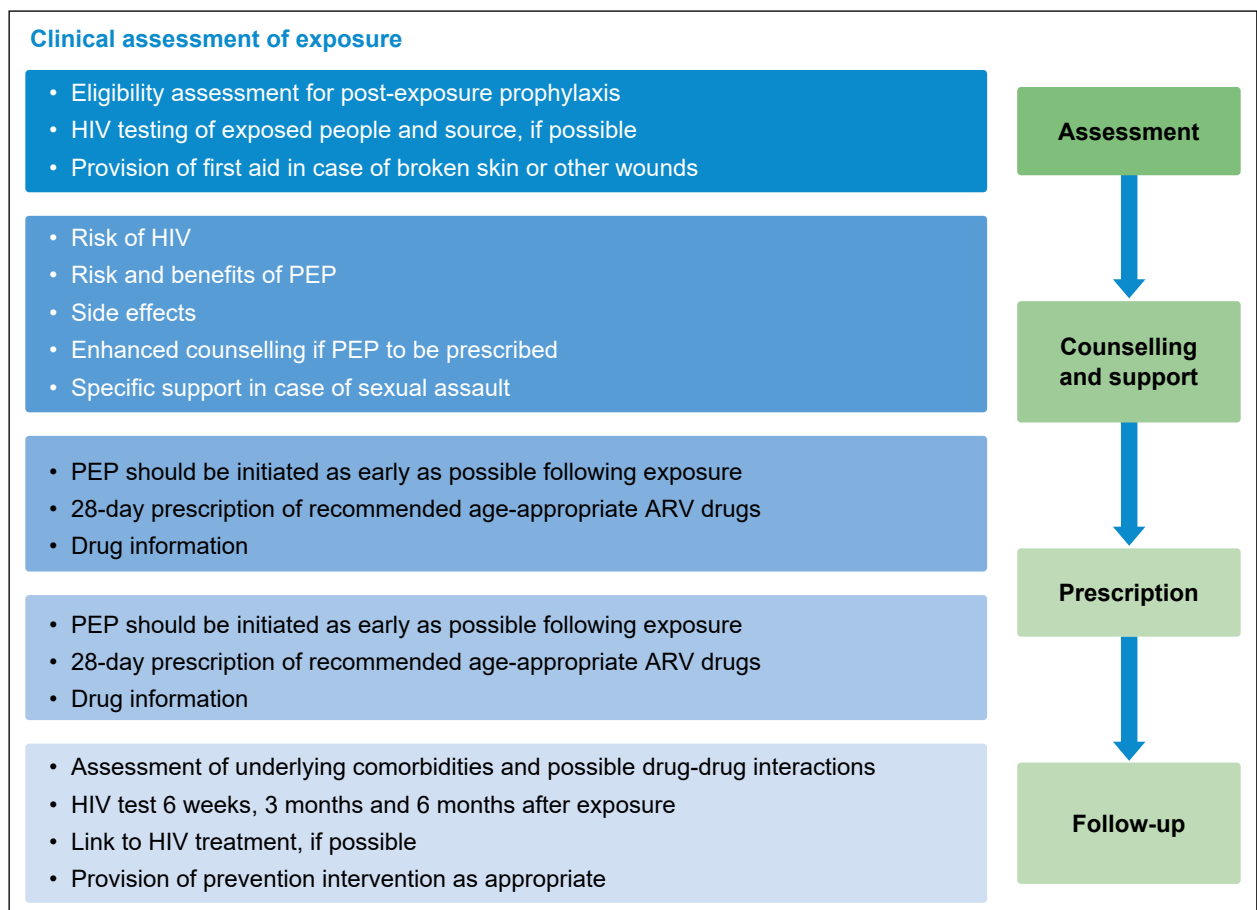 Clinical assessment of exposure
• Eligibility assessment for post-exposure prophylaxis
• HIV testing of exposed people and source, if possible
• Provision of first aid in case of broken skin or other wounds
Assessment
• Risk of HIV
• Risk and benefits of PEP
• Side effects
• Enhanced counselling if PEP to be prescribed
• Specific support in case of sexual assault
Counselling
and support
• PEP should be initiated as early as possible following exposure
• 28-day prescription of recommended age-appropriate ARV drugs
• Drug information
Prescription
• PEP should be initiated as early as possible following exposure
• 28-day prescription of recommended age-appropriate ARV drugs
• Drug information
• Assessment of underlying comorbidities and possible drug-drug interactions
• HIV test 6 weeks, 3 months and 6 months after exposure
• Link to HIV treatment, if possible
• Provision of prevention intervention as appropriate
Follow-up